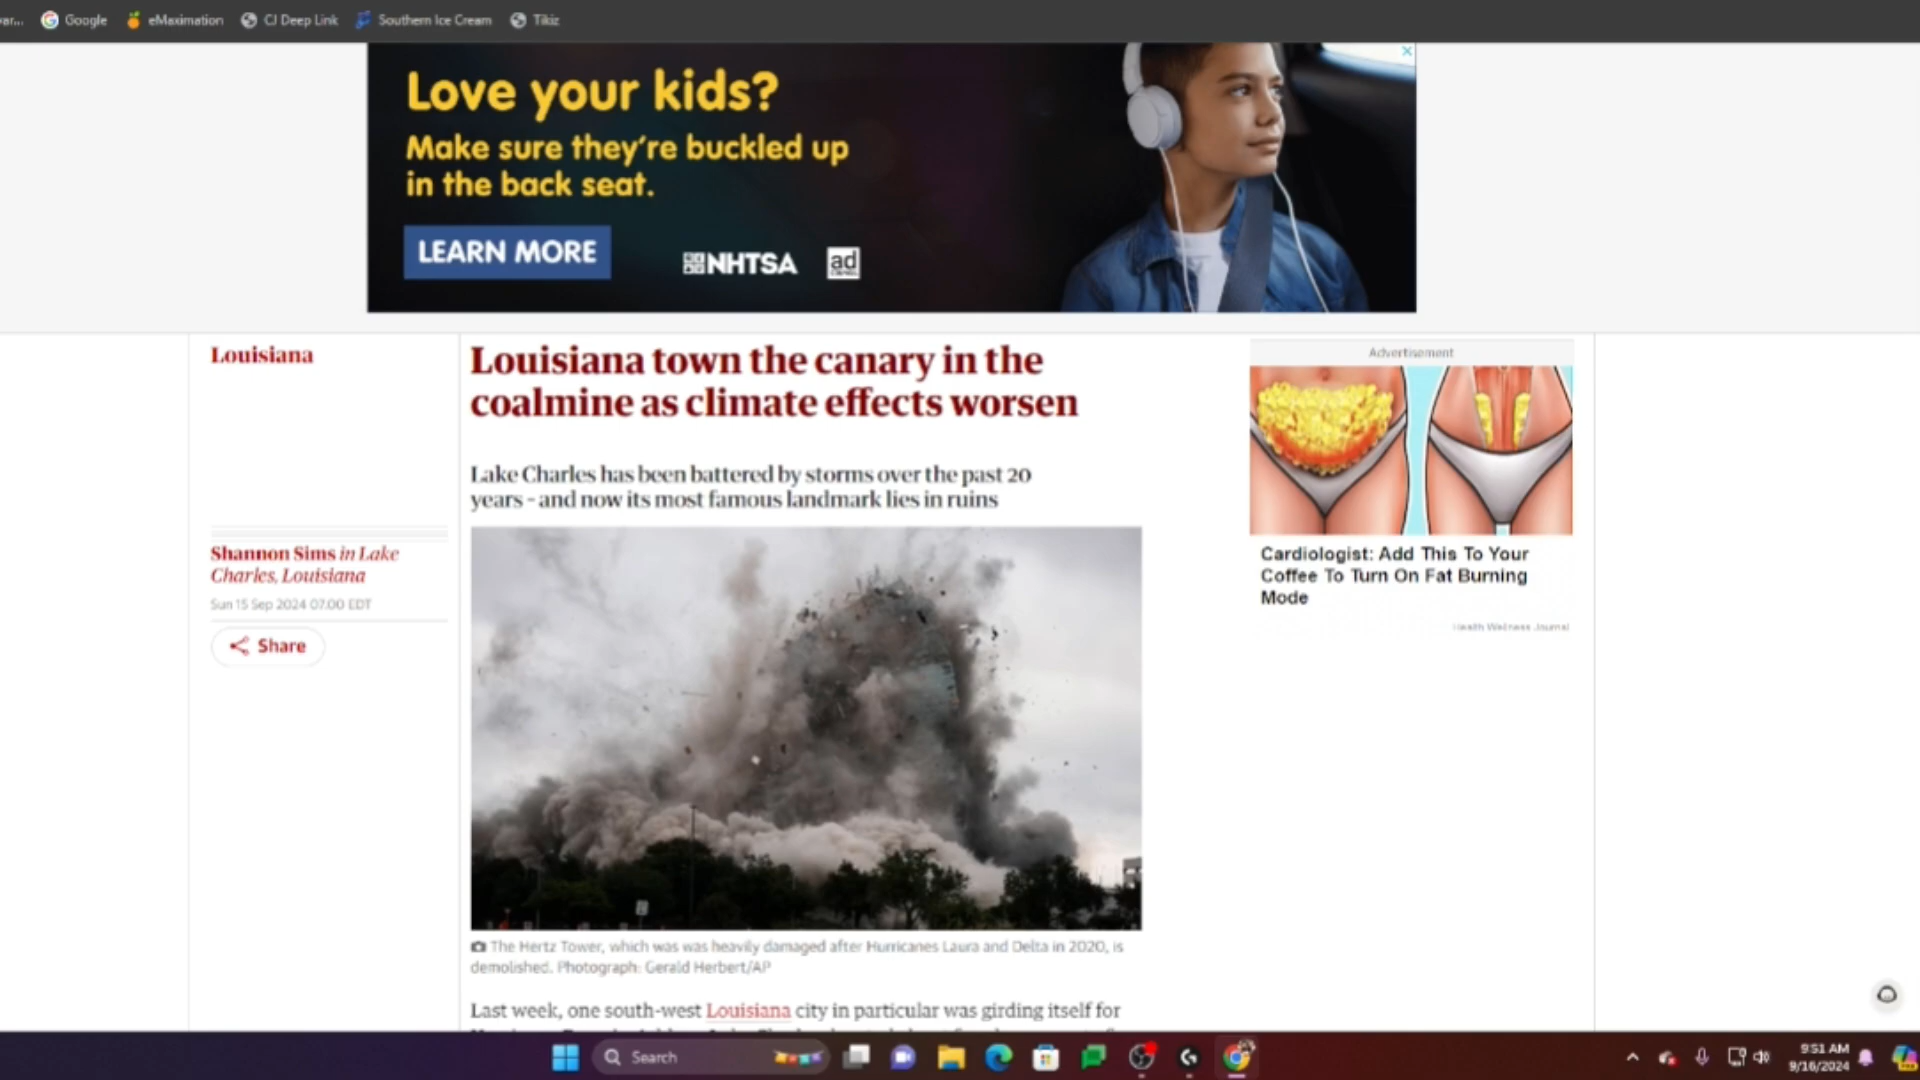 Google
eMaximation
CJ Deep Link
Southern Ice Cream
Tikiz
Love your kids?
Make sure they're buckled up
in the back seat.
LEARN MORE
NHTSA
ad
Louisiana
Louisiana town the canary in the
coalmine as climate effects worsen
Lake Charles has been battered by storms over the past 20
years – and now its most famous landmark lies in ruins
Shannon Sims in Lake
Charles, Louisiana
Sun 15 Sep 2024 07.00 EDT
Share
The Hertz Tower, which was was heavily damaged after Hurricanes Laura and Delta in 2020, is
demolished. Photograph: Gerald Herbert/AP
Last week, one south-west Louisiana city in particular was girding itself for
Advertisement
Cardiologist: Add This To Your
Coffee To Turn On Fat Burning
Mode
Health Wellness Journal
Search
9:51 AM
9/16/2024